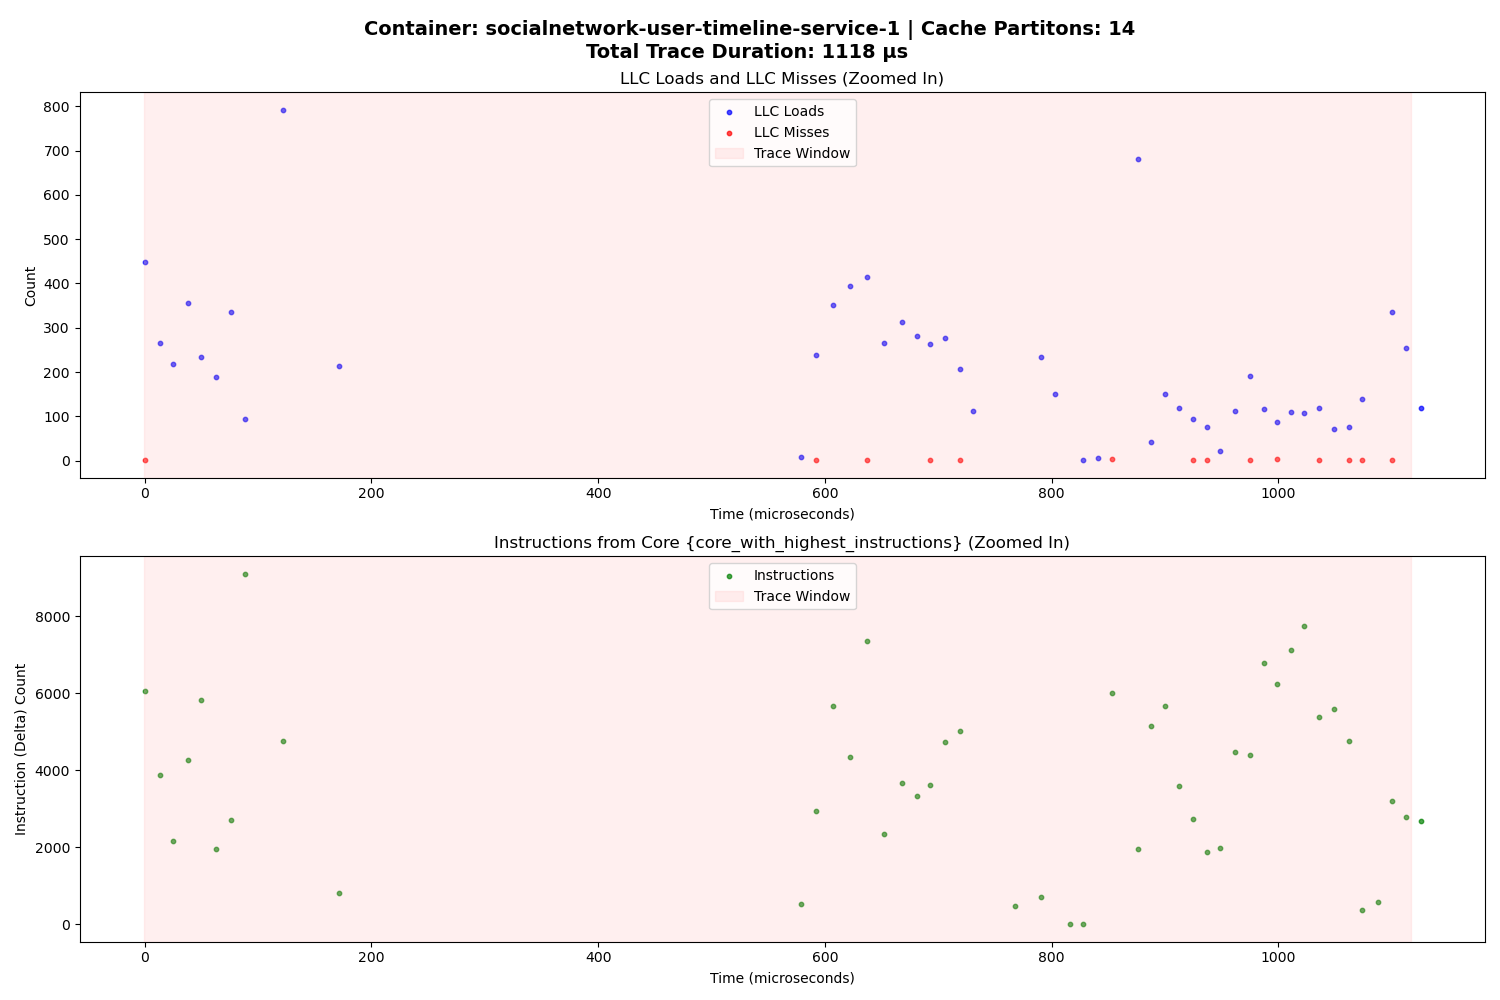 Container: socialnetwork-user-timeline-service-1 | Cache Partitons: 14
Total Trace Duration: 1118 µs
LLC Loads and LLC Misses (Zoomed In)
LLC Loads
LLC Misses
Trace Window
Count
800
700
600
500
400
300
200
100
0
0
200
400
600
800
1000
Time (microseconds)
Instructions from Core {core_with_highest_instructions} (Zoomed In)
Instructions
Trace Window
Instruction (Delta) Count
8000
6000
4000
2000
0
0
200
400
600
800
1000
Time (microseconds)